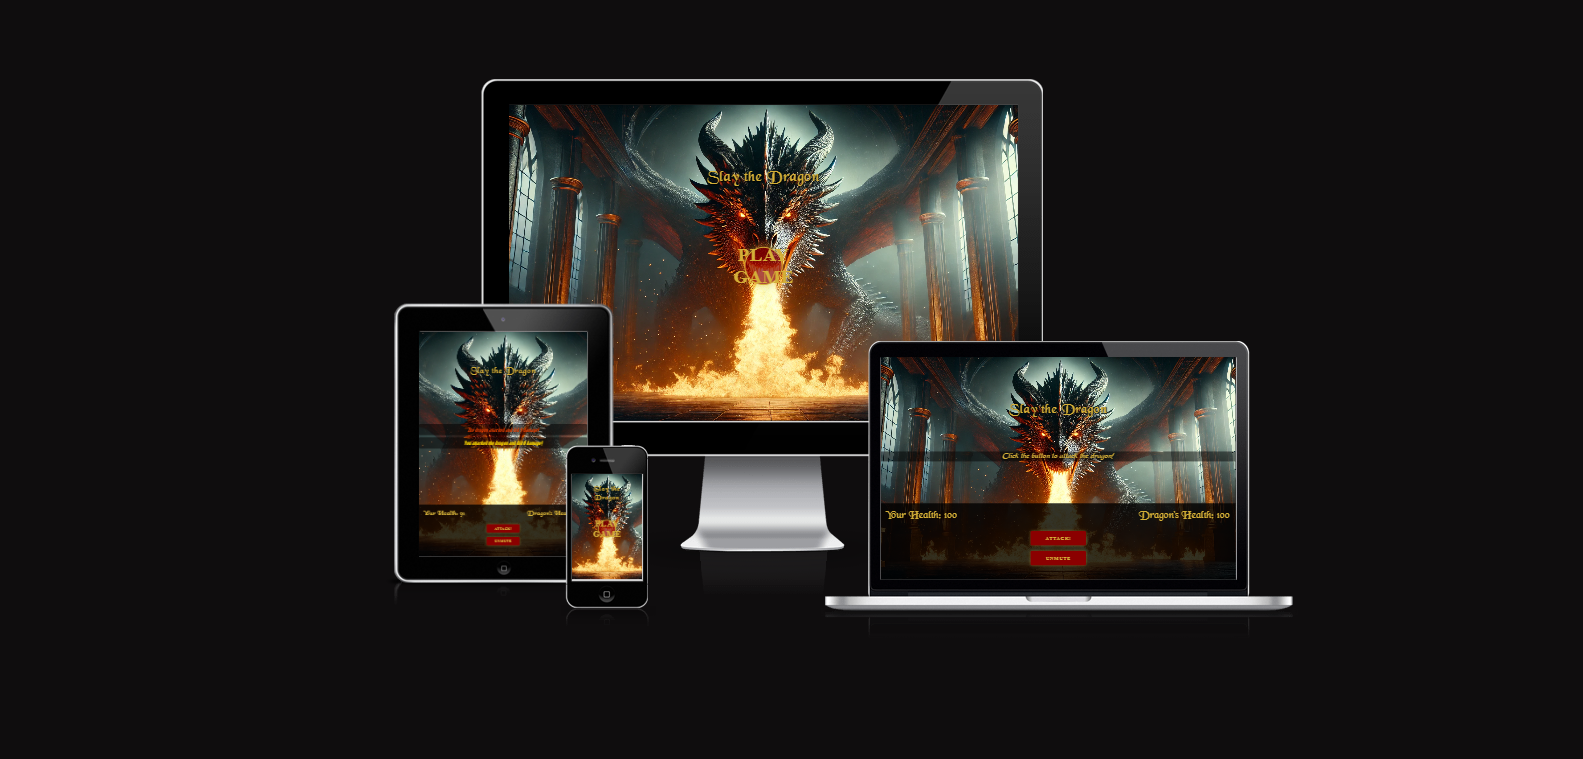 Slay the Dragon
PLAY
GAME
Slay the Dragon
You attacked the dragon and did 8 damage!
Your Health: 91
Dragon's Hea
ATTACK!
UNMUTE
Slay the
Dragon
PLAY
GAME
Slay the Dragon
Click the button to attack the dragon!
Your Health: 100
Dragon's Health: 100
ATTACK!
UNMUTE